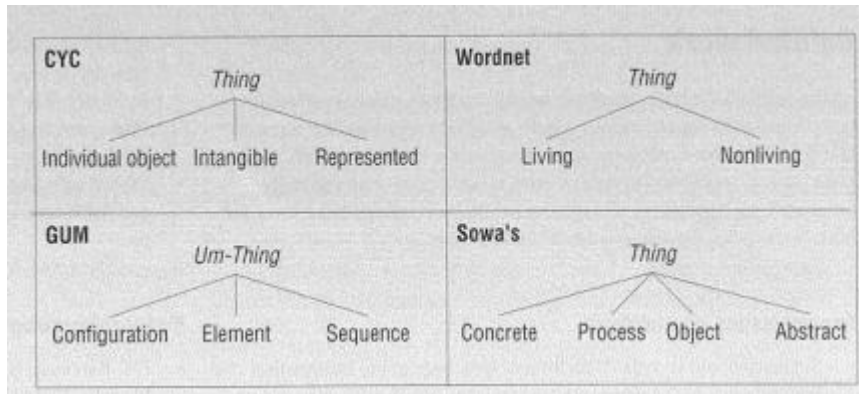 CYC
Thing
Individual object Intangible Represented
Wordnet
Thing
Living Nonliving
GUM
Um-Thing
Configuration Element Sequence
Sowa's
Thing
Concrete Process Object Abstract